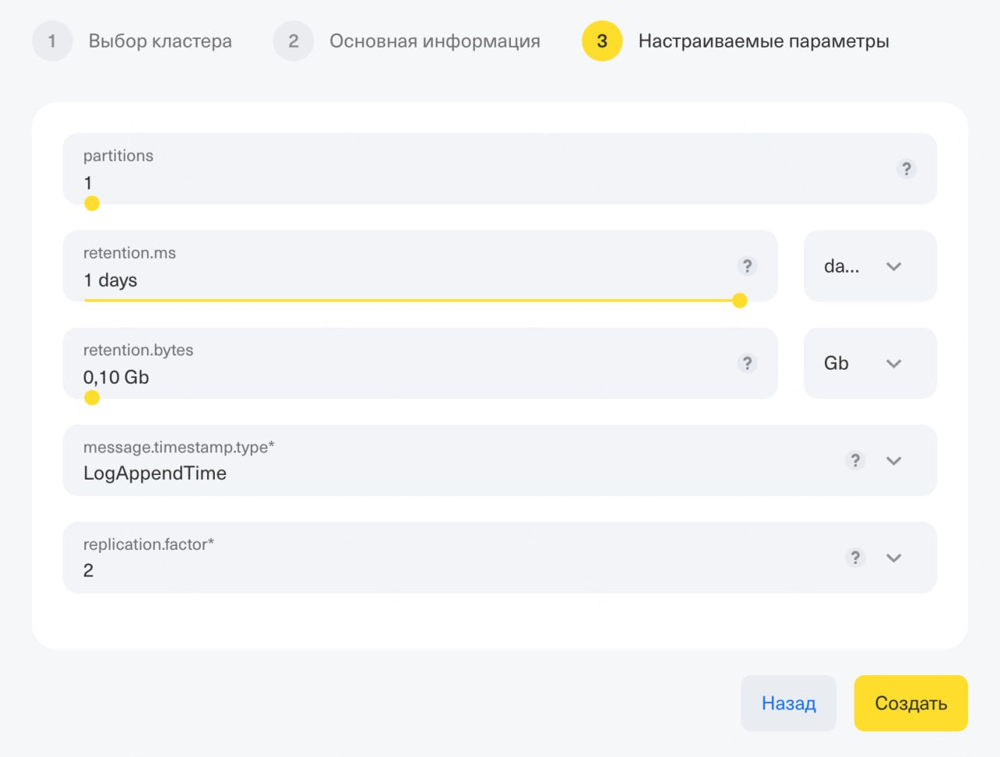 1 Выбор кластера 2 Основная информация 3 Настраиваемые параметры
partitions
1
?
retention.ms
1 days
?
da...
retention.bytes
0,10 Gb
?
Gb
message.timestamp.type*
LogAppendTime
?
replication.factor*
2
?
Назад Создать